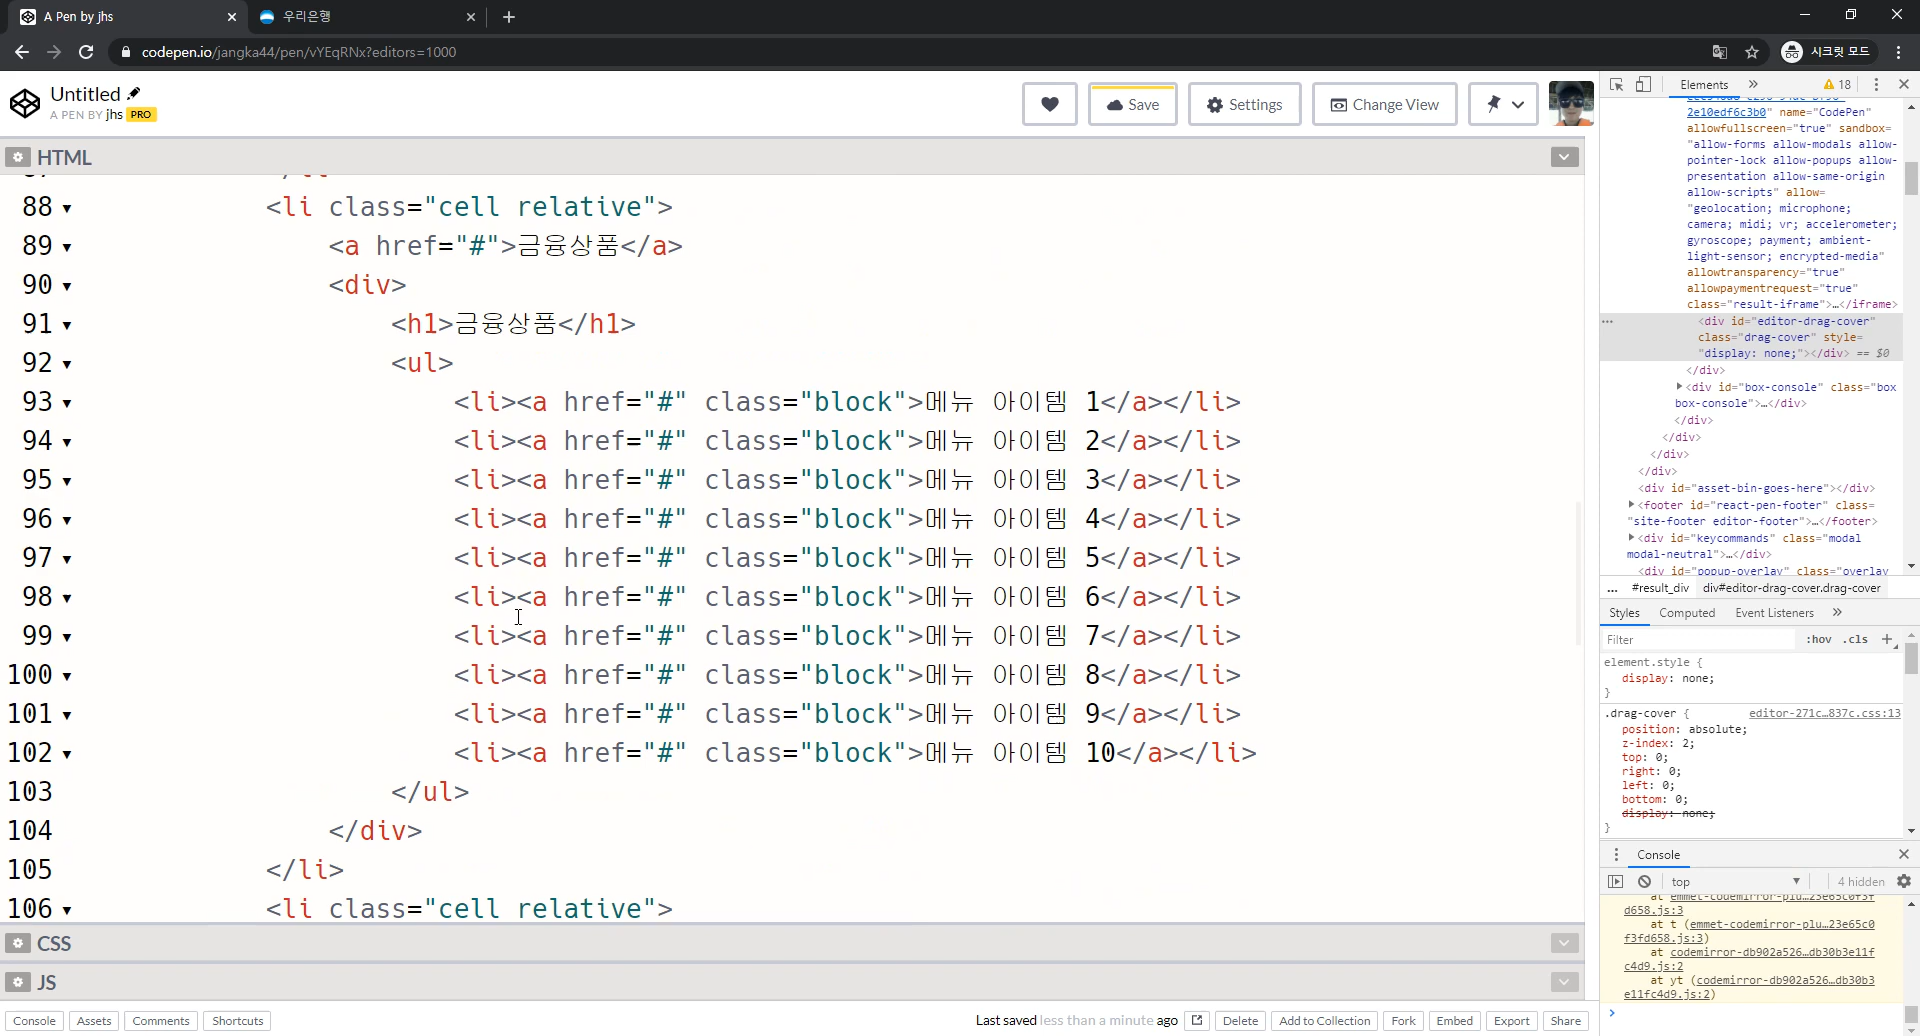 A Pen by jhs
우리은행
codepen.io/jangka44/pen/vYEqRNx?editors=1000
시크릿 모드
Untitled
A PEN BY jhs PRO
Save
Settings
Change View
HTML
88 <li class="cell relative">
89 <a href="#">금융상품</a>
90 <div>
91 <h1>금융상품</h1>
92 <ul>
93 <li><a href="#" class="block">메뉴 아이템 1</a></li>
94 <li><a href="#" class="block">메뉴 아이템 2</a></li>
95 <li><a href="#" class="block">메뉴 아이템 3</a></li>
96 <li><a href="#" class="block">메뉴 아이템 4</a></li>
97 <li><a href="#" class="block">메뉴 아이템 5</a></li>
98 <li><a href="#" class="block">메뉴 아이템 6</a></li>
99 <li><a href="#" class="block">메뉴 아이템 7</a></li>
100 <li><a href="#" class="block">메뉴 아이템 8</a></li>
101 <li><a href="#" class="block">메뉴 아이템 9</a></li>
102 <li><a href="#" class="block">메뉴 아이템 10</a></li>
103 </ul>
104 </div>
105 </li>
106 <li class="cell relative">
CSS
JS
Console Assets Comments Shortcuts
Last saved less than a minute ago
Delete Add to Collection Fork Embed Export Share
Elements » 18
2e10edf6c3b0" name="CodePen"
allowfullscreen="true" sandbox=
"allow-forms allow-modals allow-
pointer-lock allow-popups allow-
presentation allow-same-origin
allow-scripts" allow=
"geolocation; microphone;
camera; midi; vr; accelerometer;
gyroscope; payment; ambient-
light-sensor; encrypted-media"
allowtransparency="true"
allowpaymentrequest="true"
class="result-iframe">…</iframe>
<div id="editor-drag-cover"
class="drag-cover" style=
"display: none;"></div> == $0
</div>
<div id="box-console" class="box
box-console">…</div>
</div>
</div>
</div>
</div>
<div id="asset-bin-goes-here"></div>
<footer id="react-pen-footer" class=
"site-footer editor-footer">…</footer>
<div id="keycommands" class="modal
modal-neutral">…</div>
<div id="popup-overlay" class="overlay
... #result_div div#editor-drag-cover.drag-cover
Styles Computed Event Listeners »
Filter :hov .cls +
element.style {
display: none;
}
.drag-cover { editor-271c…837c.css:13
position: absolute;
z-index: 2;
top: 0;
right: 0;
left: 0;
bottom: 0;
display: none;
}
Console
top 4 hidden
at emmet-codemirror-plu…23e65c0f3f
d658.js:3
at t (emmet-codemirror-plu…23e65c0
f3fd658.js:3)
at codemirror-db902a526…db30b3e11f
c4d9.js:2
at yt (codemirror-db902a526…db30b3
e11fc4d9.js:2)